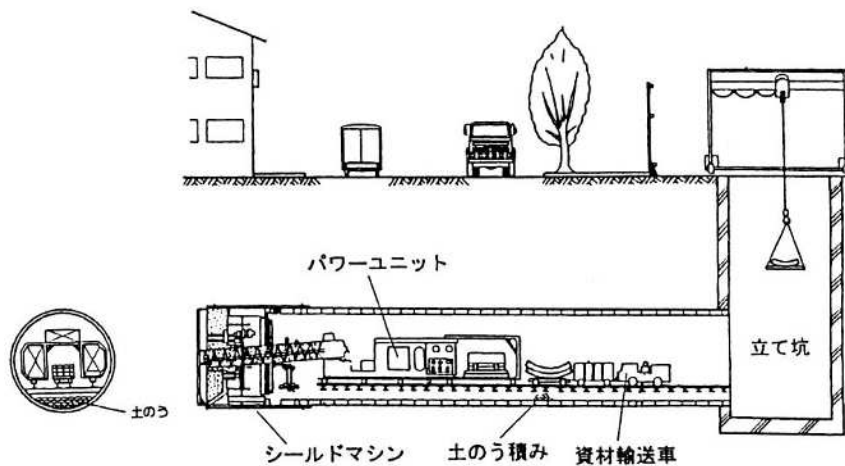 パワーユニット
立て坑
土のう
シールドマシン
土のう積み
資材輸送車